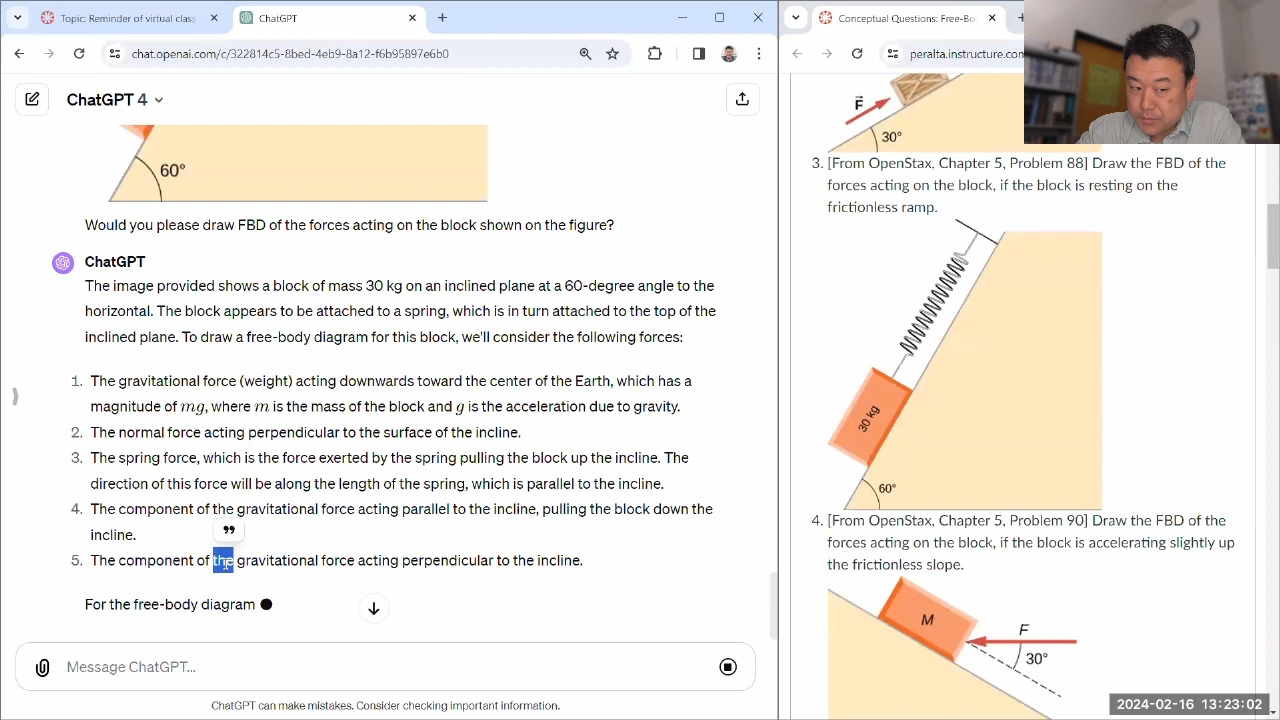 Topic: Reminder of virtual class
ChatGPT
Conceptual Questions: Free-Bo
chat.openai.com/c/322814c5-8bd1-4eb9-8a12-f6b95897e6b0
peralta.instructure.com
ChatGPT 4
60°
Would you please draw FBD of the forces acting on the block shown on the figure?
ChatGPT
The image provided shows a block of mass 30 kg on an inclined plane at a 60-degree angle to the
horizontal. The block appears to be attached to a spring, which is in turn attached to the top of the
inclined plane. To draw a free-body diagram for this block, we'll consider the following forces:
1. The gravitational force (weight) acting downwards toward the center of the Earth, which has a
magnitude of mg, where m is the mass of the block and g is the acceleration due to gravity.
2. The normal force acting perpendicular to the surface of the incline.
3. The spring force, which is the force exerted by the spring pulling the block up the incline. The
direction of this force will be along the length of the spring, which is parallel to the incline.
4. The component of the gravitational force acting parallel to the incline, pulling the block down the
incline.
5. The component of the gravitational force acting perpendicular to the incline.
For the free-body diagram
Message ChatGPT...
ChatGPT can make mistakes. Consider checking important information.
F
30°
3. [From OpenStax, Chapter 5, Problem 88] Draw the FBD of the
forces acting on the block, if the block is resting on the
frictionless ramp.
30 kg
60°
4. [From OpenStax, Chapter 5, Problem 90] Draw the FBD of the
forces acting on the block, if the block is accelerating slightly up
the frictionless slope.
M
F
30°
2024-02-16 13:23:02